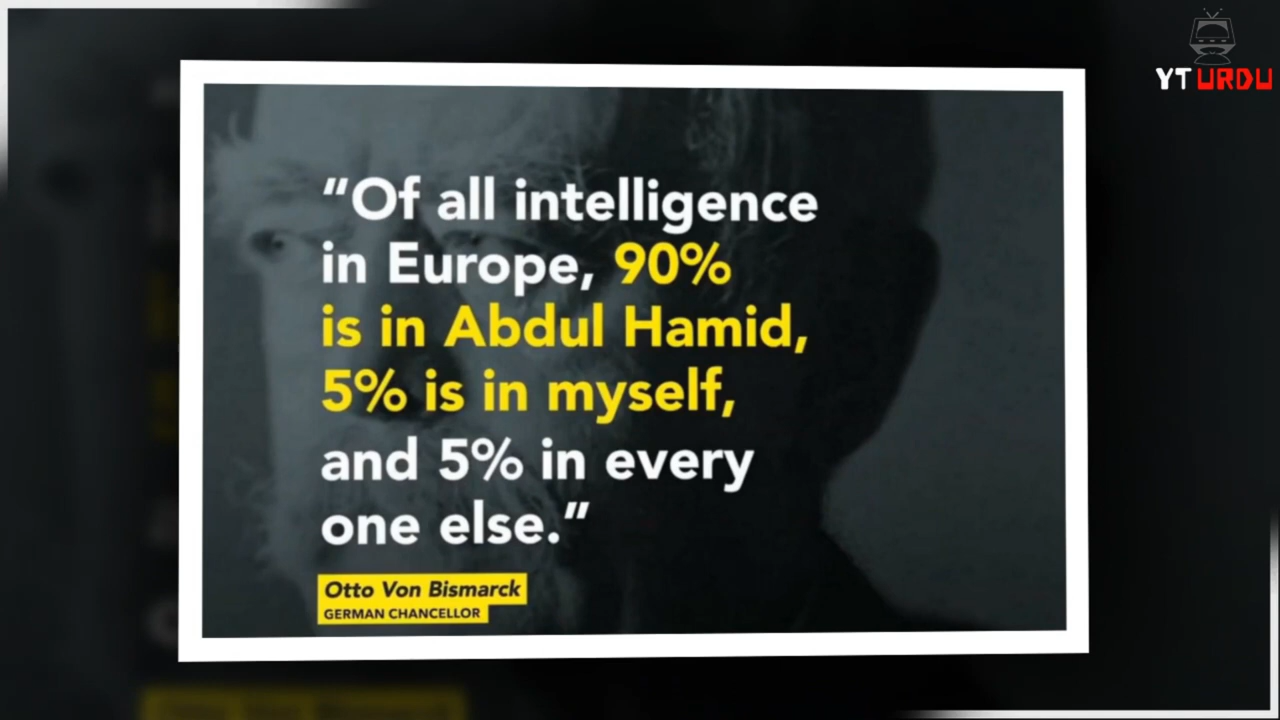 YT URDU
“Of all intelligence
in Europe, 90%
is in Abdul Hamid,
5% is in myself,
and 5% in every
one else.”
Otto Von Bismarck
GERMAN CHANCELLOR